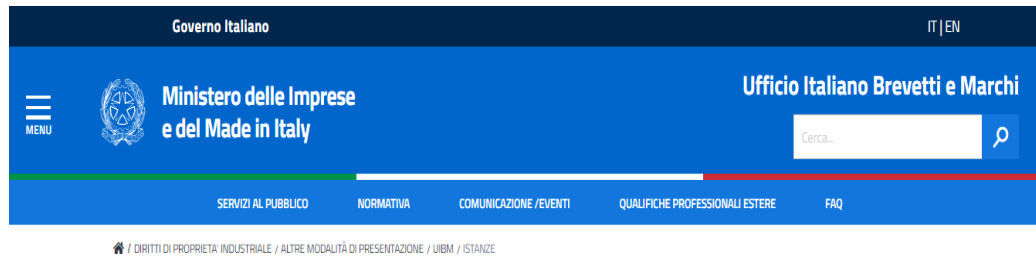 Governo Italiano IT | EN
Ufficio Italiano Brevetti e Marchi
MENU
Ministero delle Imprese
e del Made in Italy
Cerca...
SERVIZI AL PUBBLICO NORMATIVA COMUNICAZIONE /EVENTI QUALIFICHE PROFESSIONALI ESTERE FAQ
/ DIRITTI DI PROPRIETA' INDUSTRIALE / ALTRE MODALITÀ DI PRESENTAZIONE / UIBM / ISTANZE